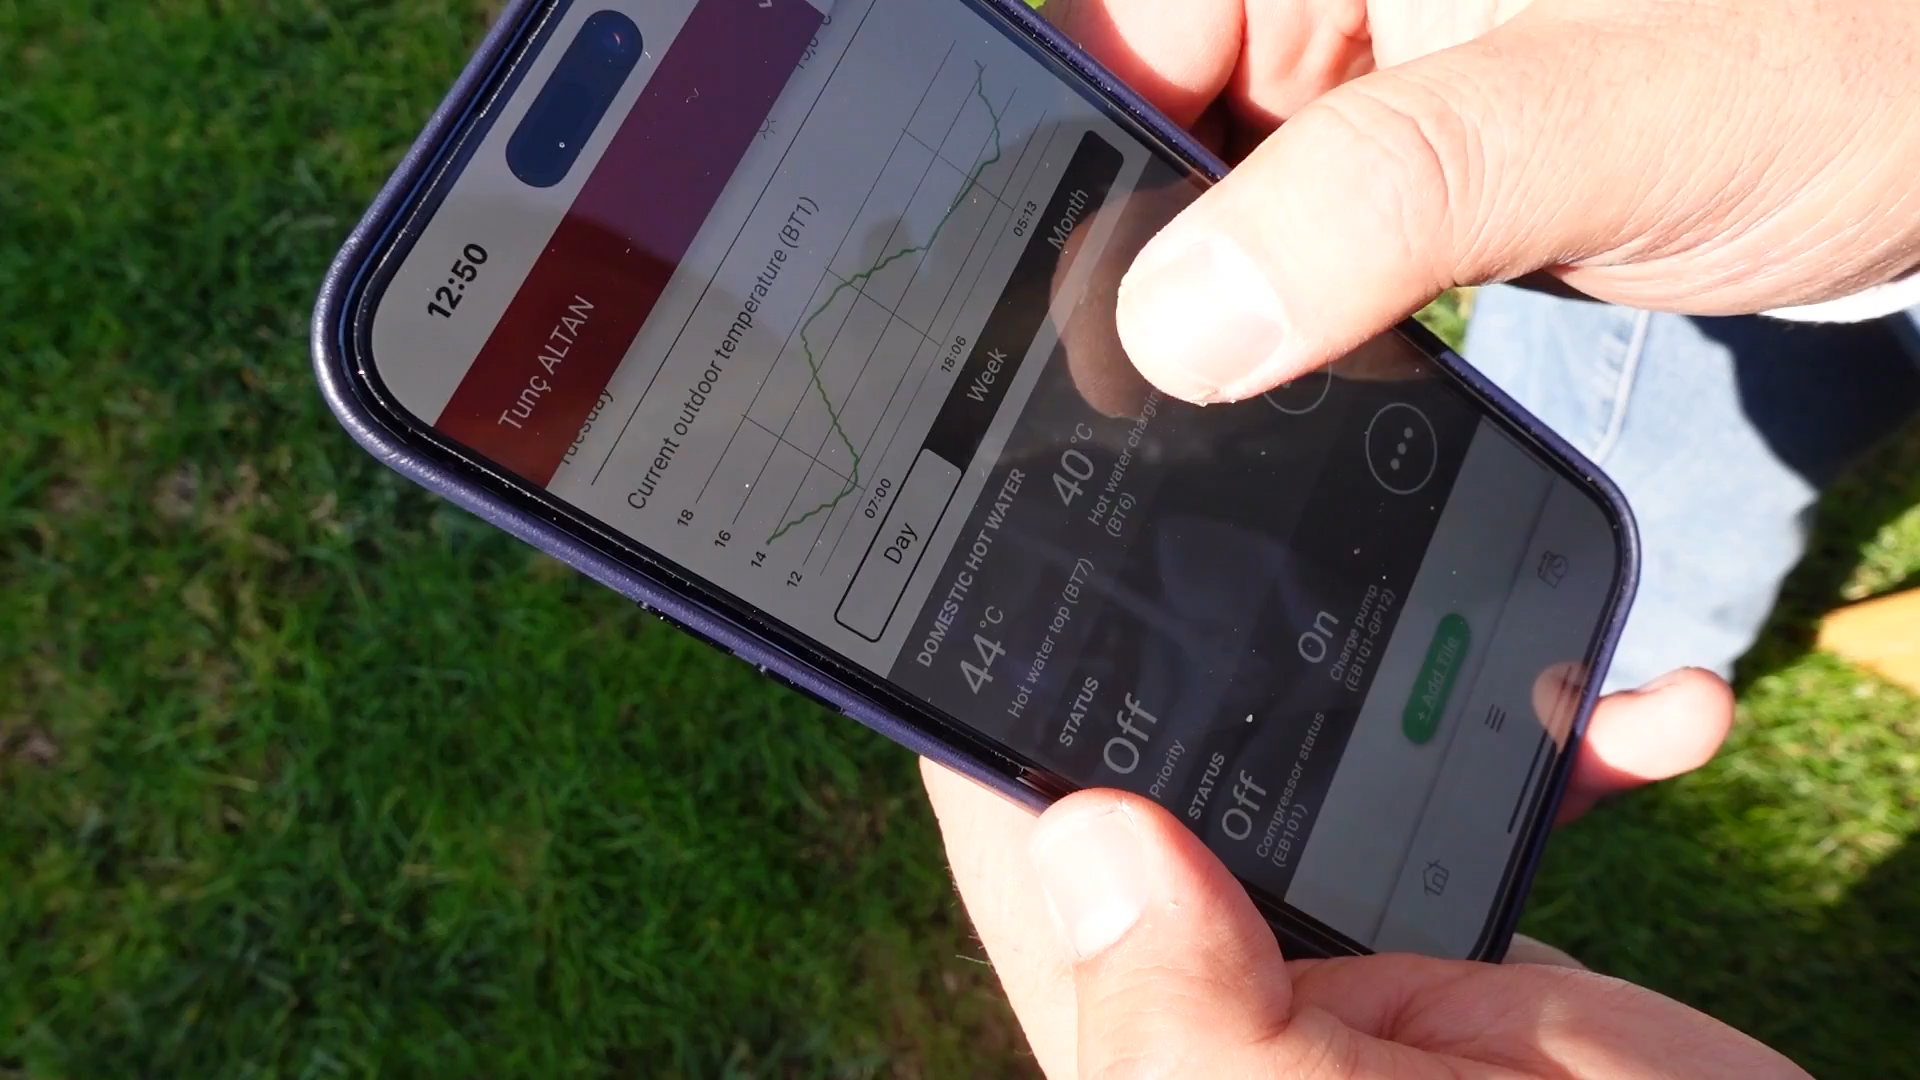 12:50
Tunç ALTAN
Tuesday
Current outdoor temperature (BT1)
18
16
14
12
07:00
18:06
05:13
Day
Week
Month
DOMESTIC HOT WATER
44 °C
40 °C
Hot water top (BT7)
Hot water charging
(BT6)
STATUS
Off
Priority
STATUS
Off
On
Compressor status
(EB101)
Charge pump
(EB101-GP12)
+ Add tile